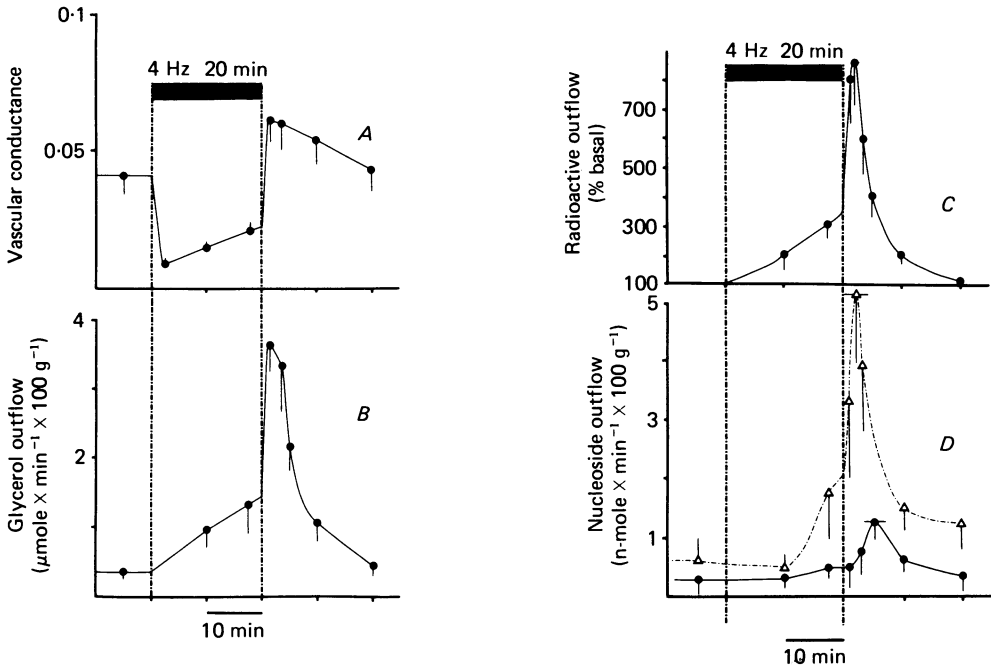 0·1
0·05
Vascular conductance
4 Hz 20 min
A
4
2
Glycerol outflow
(μmole X min⁻¹ X 100 g⁻¹)
B
10 min
700
500
300
100
Radioactive outflow
(% basal)
4 Hz 20 min
C
5
3
1
Nucleoside outflow
(n-mole X min⁻¹ X 100 g⁻¹)
D
10 min